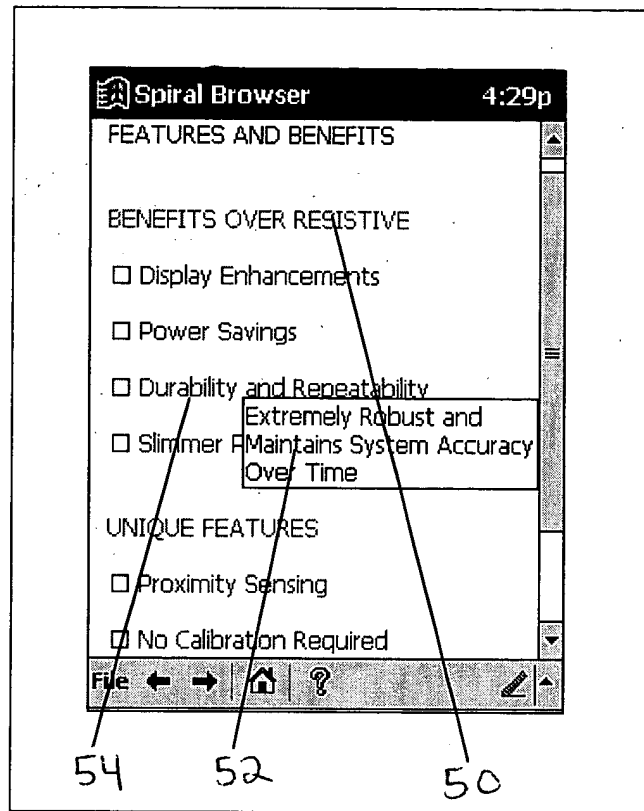 Spiral Browser 4:29p
FEATURES AND BENEFITS
BENEFITS OVER RESISTIVE
Display Enhancements
Power Savings
Durability and Repeatability
Extremely Robust and
Slimmer Maintains System Accuracy
Over Time
UNIQUE FEATURES
Proximity Sensing
No Calibration Required
File
54 52 50